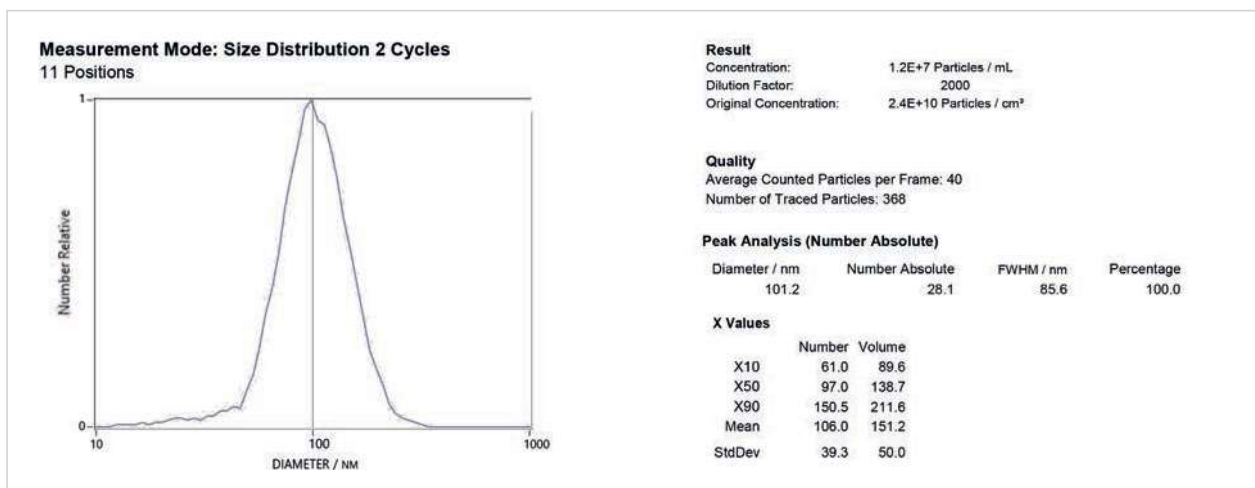 Measurement Mode: Size Distribution 2 Cycles
11 Positions
1
Number Relative
0
10 100 1000
DIAMETER / NM
Result
Concentration: 1.2E+7 Particles / mL
Dilution Factor: 2000
Original Concentration: 2.4E+10 Particles / cm³
Quality
Average Counted Particles per Frame: 40
Number of Traced Particles: 368
Peak Analysis (Number Absolute)
Diameter / nm Number Absolute FWHM / nm Percentage
101.2 28.1 85.6 100.0
X Values
Number Volume
X10 61.0 89.6
X50 97.0 138.7
X90 150.5 211.6
Mean 106.0 151.2
StdDev 39.3 50.0